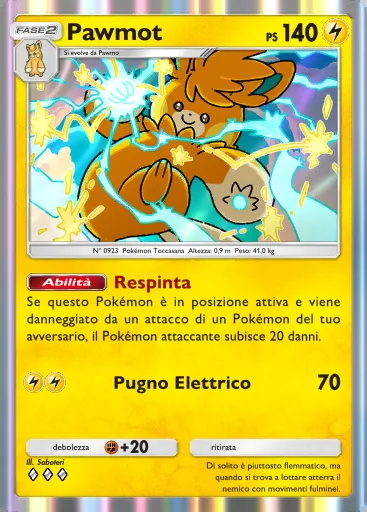 FASE 2
Pawmot
PS 140
Si evolve da Pawmo
N° 0923 Pokémon Toccasana Altezza: 0,9 m Peso: 41,0 kg
Abilità Respinta
Se questo Pokémon è in posizione attiva e viene
danneggiato da un attacco di un Pokémon del tuo
avversario, il Pokémon attaccante subisce 20 danni.
Pugno Elettrico 70
debolezza +20 ritirata
Ill. Saboteri
Di solito è piuttosto flemmatico, ma
quando si trova a lottare atterra il
nemico con movimenti fulminei.